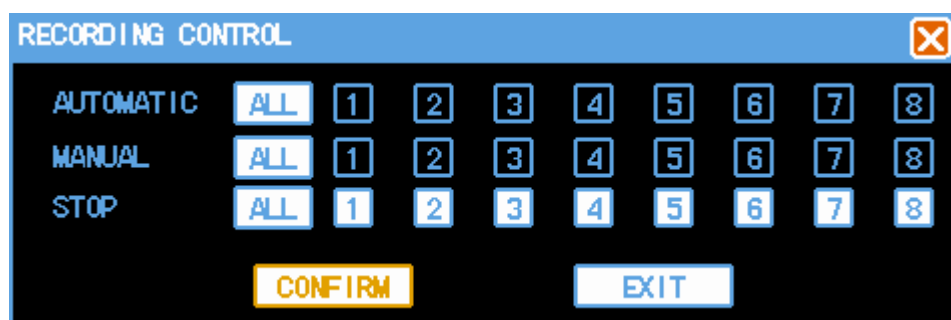 RECORDING CONTROL
AUTOMATIC ALL 1 2 3 4 5 6 7 8
MANUAL ALL 1 2 3 4 5 6 7 8
STOP ALL 1 2 3 4 5 6 7 8
CONFIRM EXIT